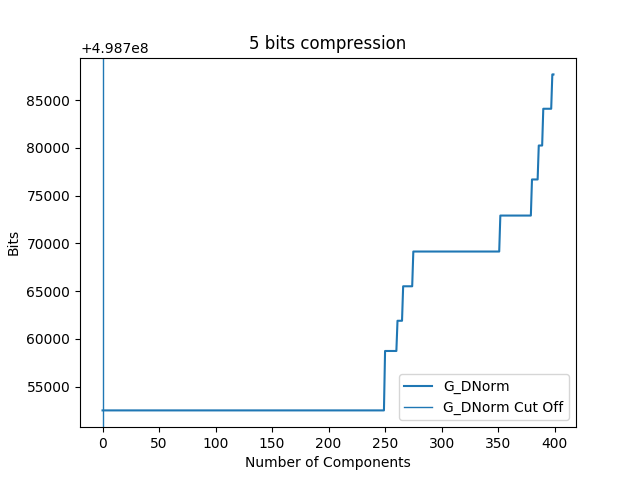 5 bits compression
+4.987e8
85000
80000
75000
70000
65000
60000
55000
Bits
0 50 100 150 200 250 300 350 400
Number of Components
G_DNorm
G_DNorm Cut Off